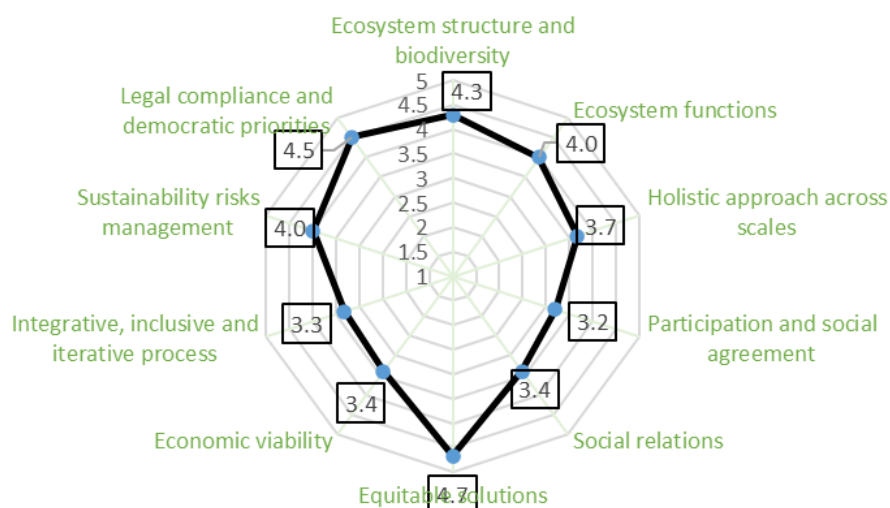 Ecosystem structure and
biodiversity
4.3
Ecosystem functions
4.0
Holistic approach across
scales
3.7
Participation and social
agreement
3.2
Social relations
3.4
Equitable solutions
4.7
Economic viability
3.4
Integrative, inclusive and
iterative process
3.3
Sustainability risks
management
4.0
Legal compliance and
democratic priorities
4.5
5
4.5
4
3.5
3
2.5
2
1.5
1